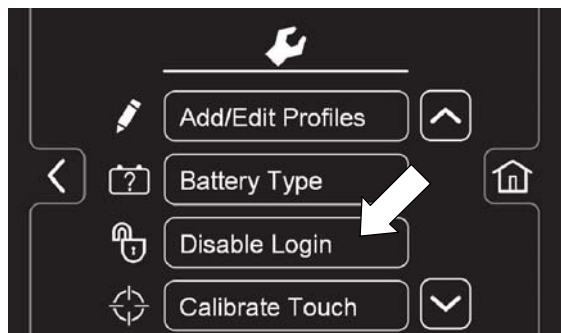 Add/Edit Profiles
Battery Type
Disable Login
Calibrate Touch